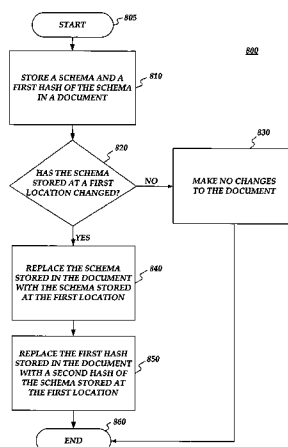 START
805
800
STORE A SCHEMA AND A
FIRST HASH OF THE SCHEMA
IN A DOCUMENT
810
820
HAS THE SCHEMA
STORED AT A FIRST
LOCATION CHANGED?
NO
830
MAKE NO CHANGES
TO THE DOCUMENT
YES
REPLACE THE SCHEMA
STORED IN THE DOCUMENT
WITH THE SCHEMA STORED
AT THE FIRST LOCATION
840
REPLACE THE FIRST HASH
STORED IN THE DOCUMENT
WITH A SECOND HASH OF
THE SCHEMA STORED AT
THE FIRST LOCATION
850
860
END